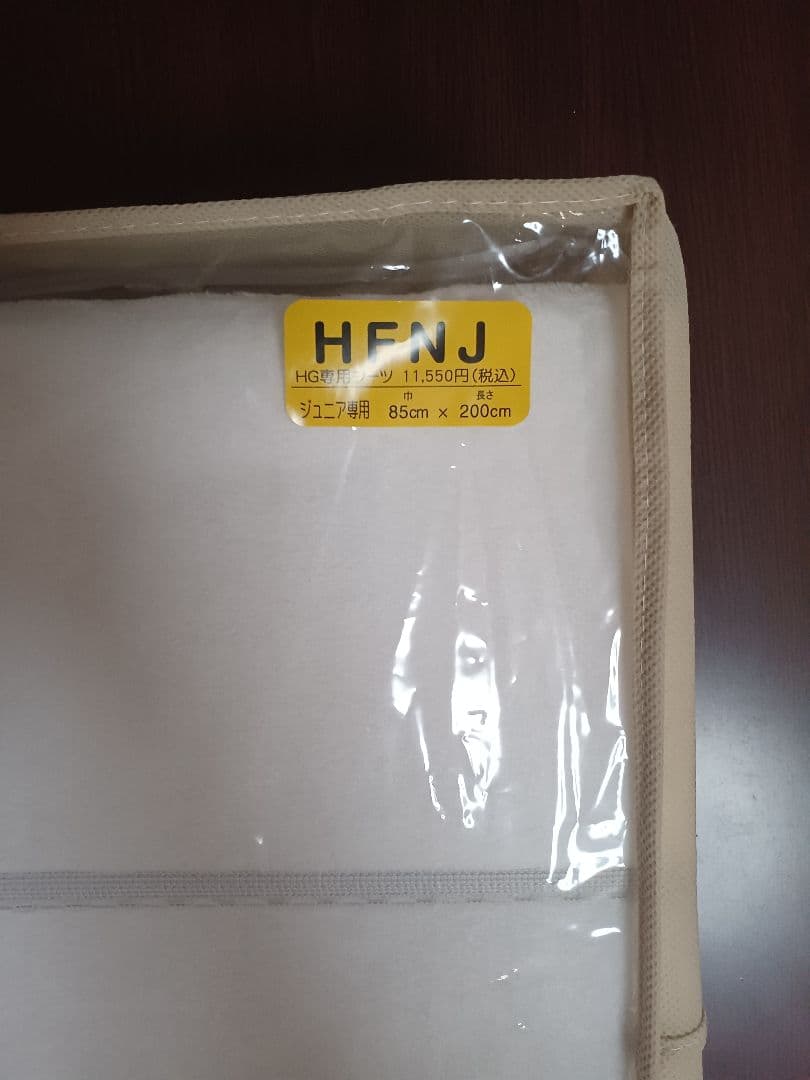 HFNJ
HG専用シーツ 11,550円(税込)
巾 長さ
ジュニア専用 85cm × 200cm